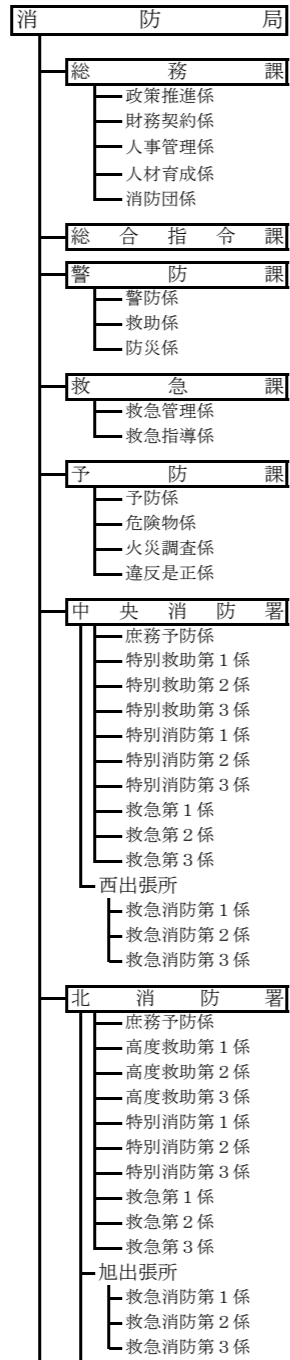 消防局
総務課
政策推進係
財務契約係
人事管理係
人材育成係
消防団係
総合指令課
警防課
警防係
救助係
防災係
救急課
救急管理係
救急指導係
予防課
予防係
危険物係
火災調査係
違反是正係
中央消防署
庶務予防係
特別救助第１係
特別救助第２係
特別救助第３係
特別消防第１係
特別消防第２係
特別消防第３係
救急第１係
救急第２係
救急第３係
西出張所
救急消防第１係
救急消防第２係
救急消防第３係
北消防署
庶務予防係
高度救助第１係
高度救助第２係
高度救助第３係
特別消防第１係
特別消防第２係
特別消防第３係
救急第１係
救急第２係
救急第３係
旭出張所
救急消防第１係
救急消防第２係
救急消防第３係